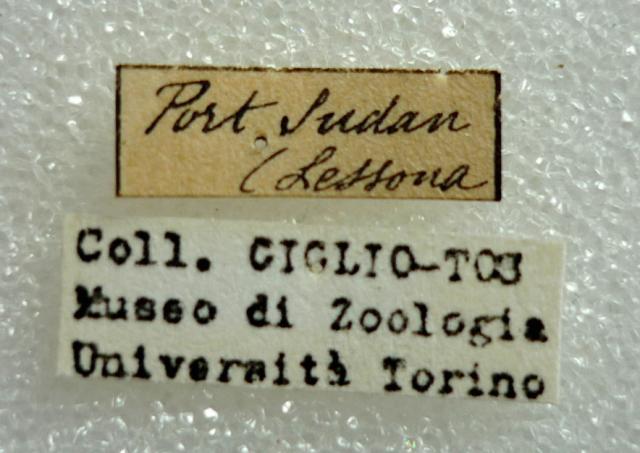 Port Sudan
(Lessona
Coll. GIGLIO-TOS
Museo di Zoologia
Università Torino